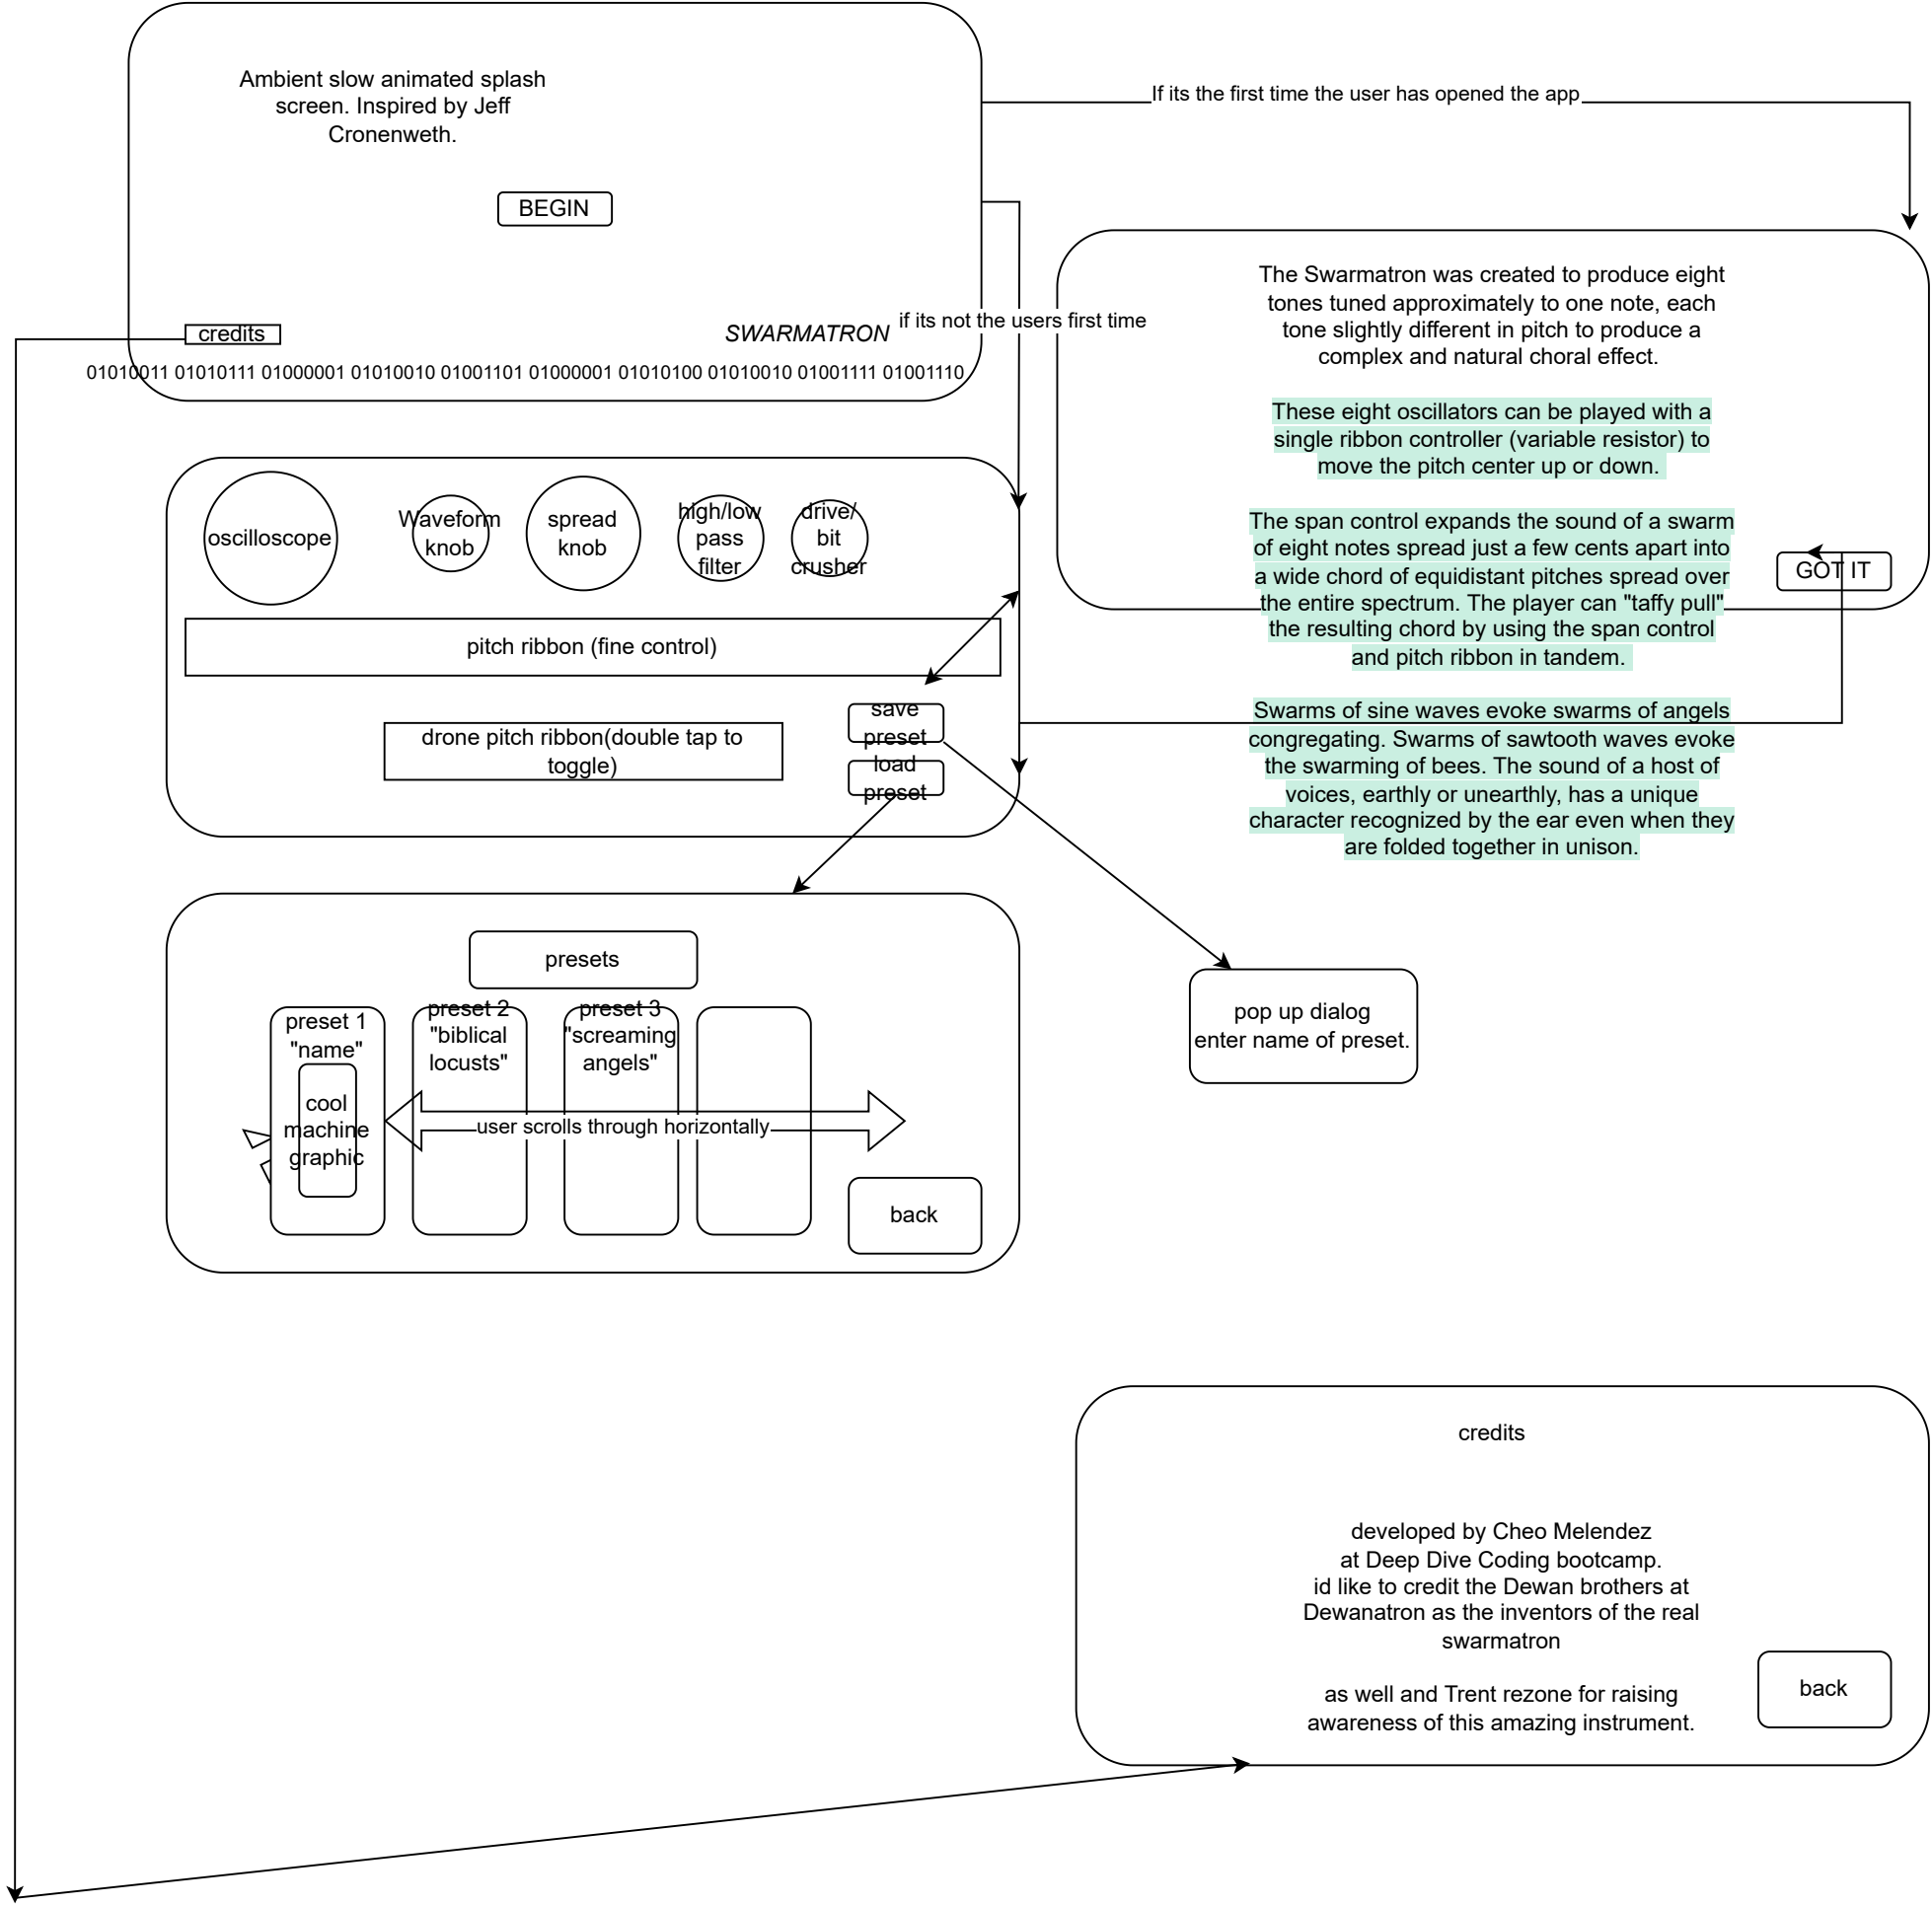 Ambient slow animated splash
screen. Inspired by Jeff
Cronenweth.
If its the first time the user has opened the app
BEGIN
credits
SWARMATRON
if its not the users first time
01010011 01010111 01000001 01010010 01001101 01000001 01010100 01010010 01001111 01001110
The Swarmatron was created to produce eight
tones tuned approximately to one note, each
tone slightly different in pitch to produce a
complex and natural choral effect.
These eight oscillators can be played with a
single ribbon controller (variable resistor) to
move the pitch center up or down.
The span control expands the sound of a swarm
of eight notes spread just a few cents apart into
a wide chord of equidistant pitches spread over
the entire spectrum. The player can "taffy pull"
the resulting chord by using the span control
and pitch ribbon in tandem.
Swarms of sine waves evoke swarms of angels
congregating. Swarms of sawtooth waves evoke
the swarming of bees. The sound of a host of
voices, earthly or unearthly, has a unique
character recognized by the ear even when they
are folded together in unison.
GOT IT
oscilloscope
Waveform
knob
spread
knob
high/low
pass
filter
drive/
bit
crusher
pitch ribbon (fine control)
drone pitch ribbon(double tap to
toggle)
save
preset
load
preset
presets
preset 1
"name"
cool
machine
graphic
preset 2
"biblical
locusts"
preset 3
"screaming
angels"
user scrolls through horizontally
back
pop up dialog
enter name of preset.
credits
developed by Cheo Melendez
at Deep Dive Coding bootcamp.
id like to credit the Dewan brothers at
Dewanatron as the inventors of the real
swarmatron
as well and Trent rezone for raising
awareness of this amazing instrument.
back